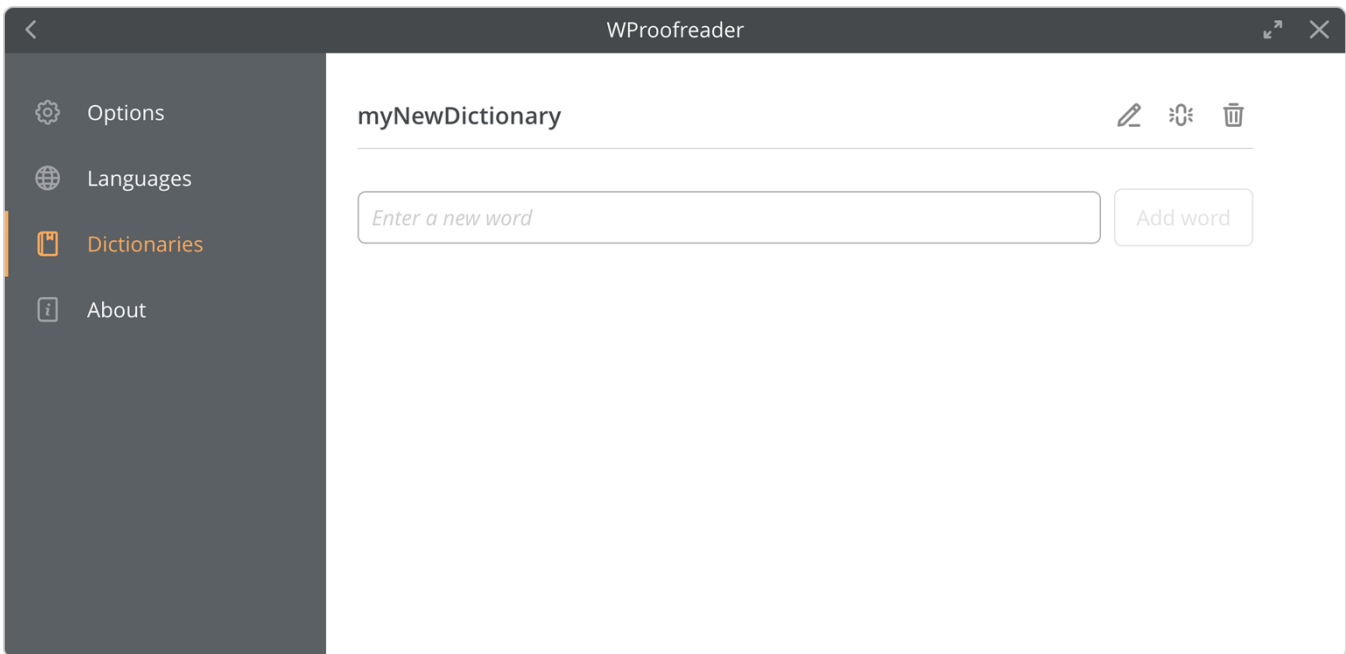 WProofreader
Options
Languages
Dictionaries
About
myNewDictionary
Enter a new word
Add word